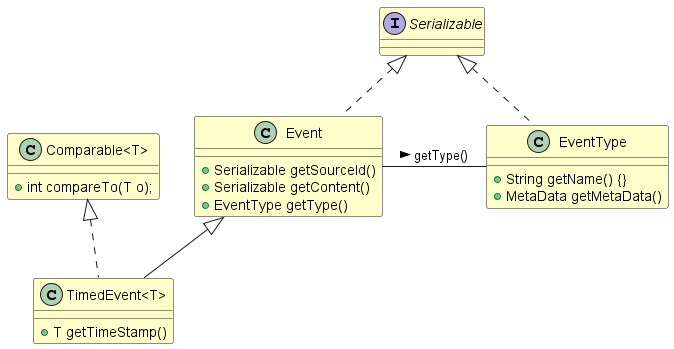 I Serializable
C Event
Serializable getSourceId()
Serializable getContent()
EventType getType()
getType()
C EventType
String getName() {}
MetaData getMetaData()
C Comparable<T>
int compareTo(T o);
C TimedEvent<T>
T getTimeStamp()